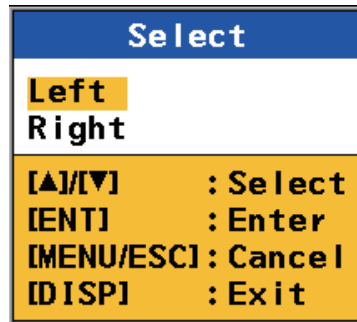 Select
Left
Right
[▲]/[▼] :Select
[ENT] :Enter
[MENU/ESC]:Cancel
[DISP] :Exit